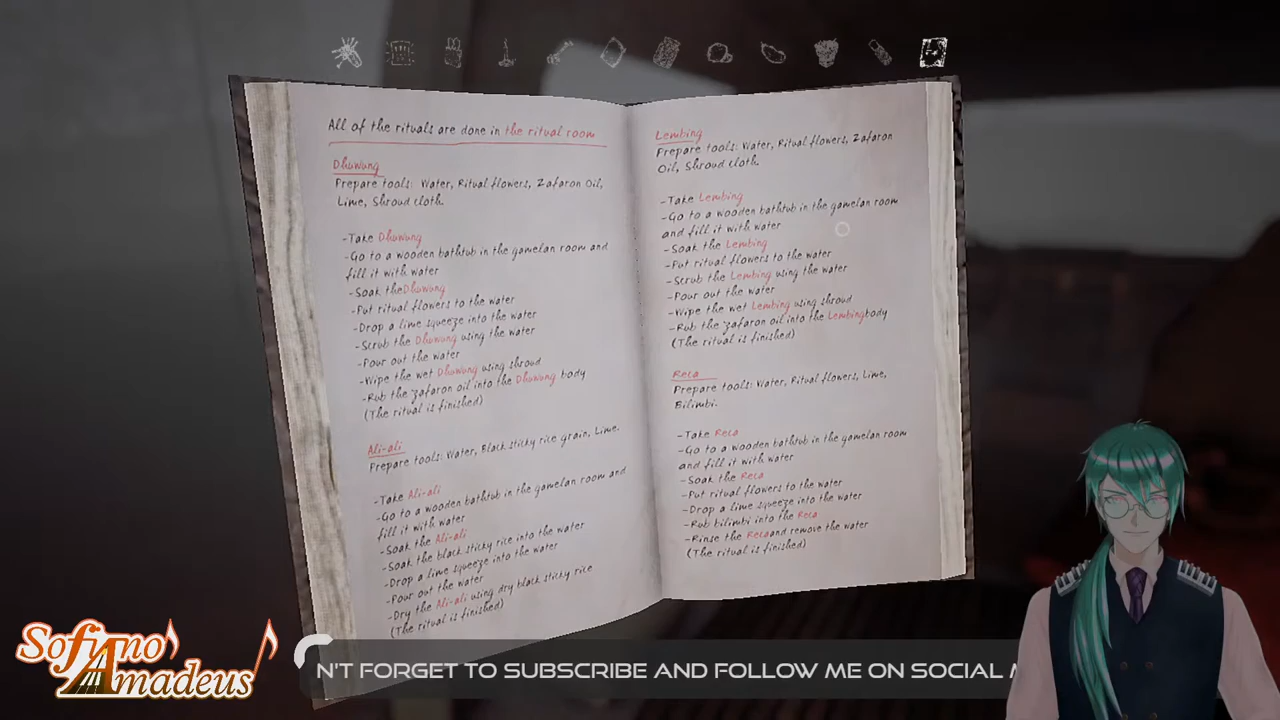 All of the rituals are done in the ritual room
Dhuwung
Prepare tools: Water, Ritual flowers, Zafaron Oil,
Lime, Shroud cloth.
-Take Dhuwung
-Go to a wooden bathtub in the gamelan room and
fill it with water
-Soak theDhuwung
-Put ritual flowers to the water
-Drop a lime squeeze into the water
-Scrub the Dhuwung using the water
-Pour out the water
-Wipe the wet Dhuwung using shroud
-Rub the zafaron oil into the Dhuwung body
(The ritual is finished)
Ali-ali
Prepare tools: Water, Black sticky rice grain, Lime.
-Take Ali-ali
-Go to a wooden bathtub in the gamelan room and
fill it with water
-Soak the Ali-ali
-Soak the black sticky rice into the water
-Drop a lime squeeze into the water
-Pour out the water
-Dry the Ali-ali using dry black sticky rice
(The ritual is finished)
Lembing
Prepare tools: Water, Ritual flowers, Zafaron
Oil, Shroud cloth.
-Take Lembing
-Go to a wooden bathtub in the gamelan room
and fill it with water
-Soak the Lembing
-Put ritual flowers to the water
-Scrub the Lembing using the water
-Pour out the water
-Wipe the wet Lembing using shroud
-Rub the zafaron oil into the Lembingbody
(The ritual is finished)
Reca
Prepare tools: Water, Ritual flowers, Lime,
Bilimbi.
-Take Reca
-Go to a wooden bathtub in the gamelan room
and fill it with water
-Soak the Reca
-Put ritual flowers to the water
-Drop a lime squeeze into the water
-Rub bilimbi into the Reca
-Rinse the Recaand remove the water
(The ritual is finished)
Sofiano
Amadeus
N'T FORGET TO SUBSCRIBE AND FOLLOW ME ON SOCIAL M